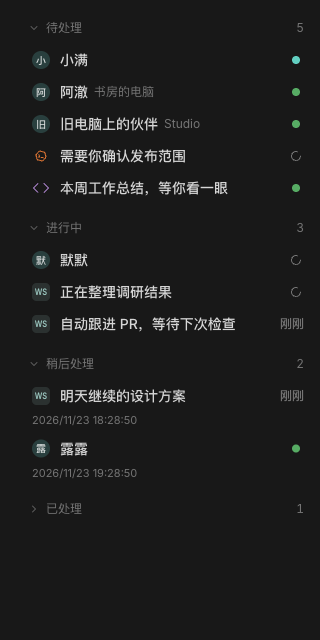 待处理 5
小 小满
阿 阿澈 书房的电脑
旧 旧电脑上的伙伴 Studio
需要你确认发布范围
本周工作总结，等你看一眼
进行中 3
默 默默
WS 正在整理调研结果
WS 自动跟进 PR，等待下次检查 刚刚
稍后处理 2
WS 明天继续的设计方案 刚刚
2026/11/23 18:28:50
露 露露
2026/11/23 19:28:50
已处理 1